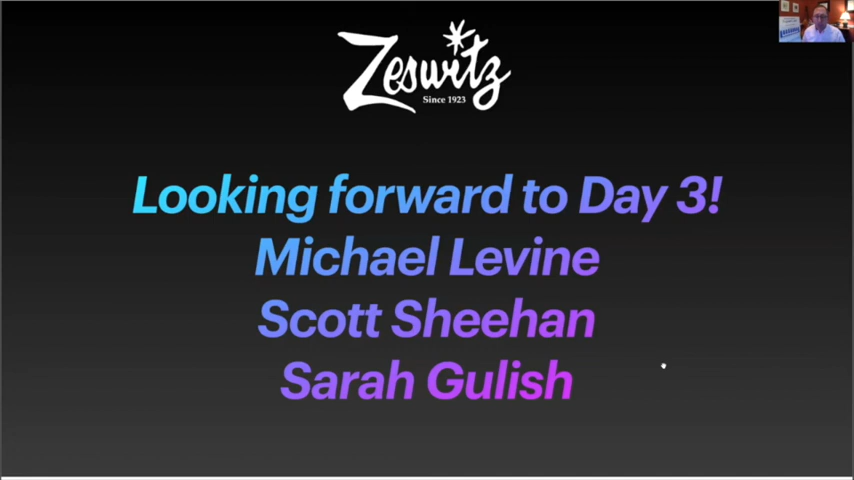 Zeswitz
Since 1923
Looking forward to Day 3!
Michael Levine
Scott Sheehan
Sarah Gulish